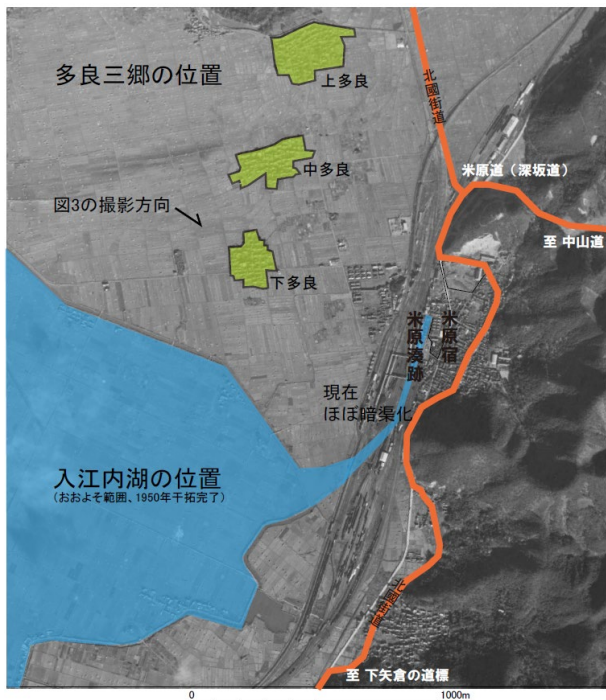 多良三郷の位置
上多良
北國街道
中多良
米原道（深坂道）
図3の撮影方向
至 中山道
下多良
米原湊跡
米原宿
現在
ほぼ暗渠化
入江内湖の位置
（おおよそ範囲、1950年干拓完了）
北國街道
至 下矢倉の道標
0
1000m